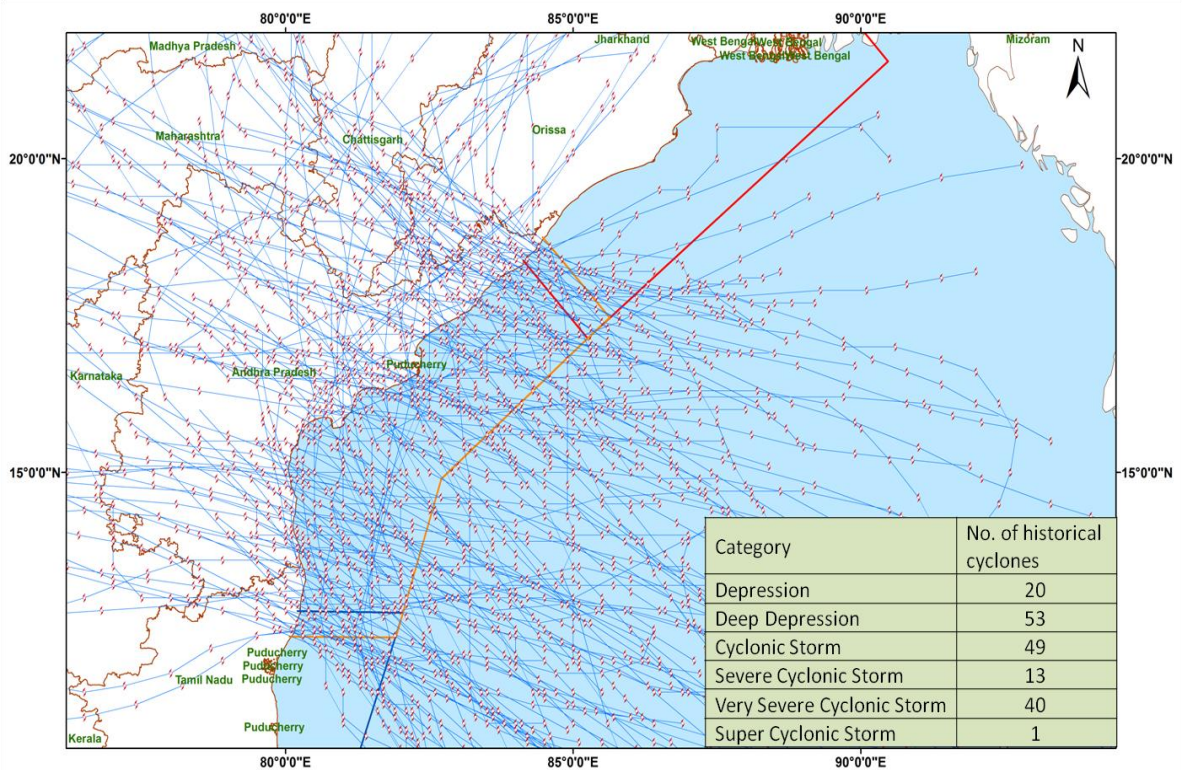 80°0'0"E 85°0'0"E 90°0'0"E
Madhya Pradesh Jharkhand West Bengal West Bengal Mizoram
West Bengal West Bengal
N
Maharashtra Chattisgarh Orissa
20°0'0"N 20°0'0"N
Puducherry
Karnataka Andhra Pradesh
15°0'0"N 15°0'0"N
Puducherry
Puducherry
Tamil Nadu Puducherry
Puducherry
Kerala
Category No. of historical
cyclones
Depression 20
Deep Depression 53
Cyclonic Storm 49
Severe Cyclonic Storm 13
Very Severe Cyclonic Storm 40
Super Cyclonic Storm 1
80°0'0"E 85°0'0"E 90°0'0"E